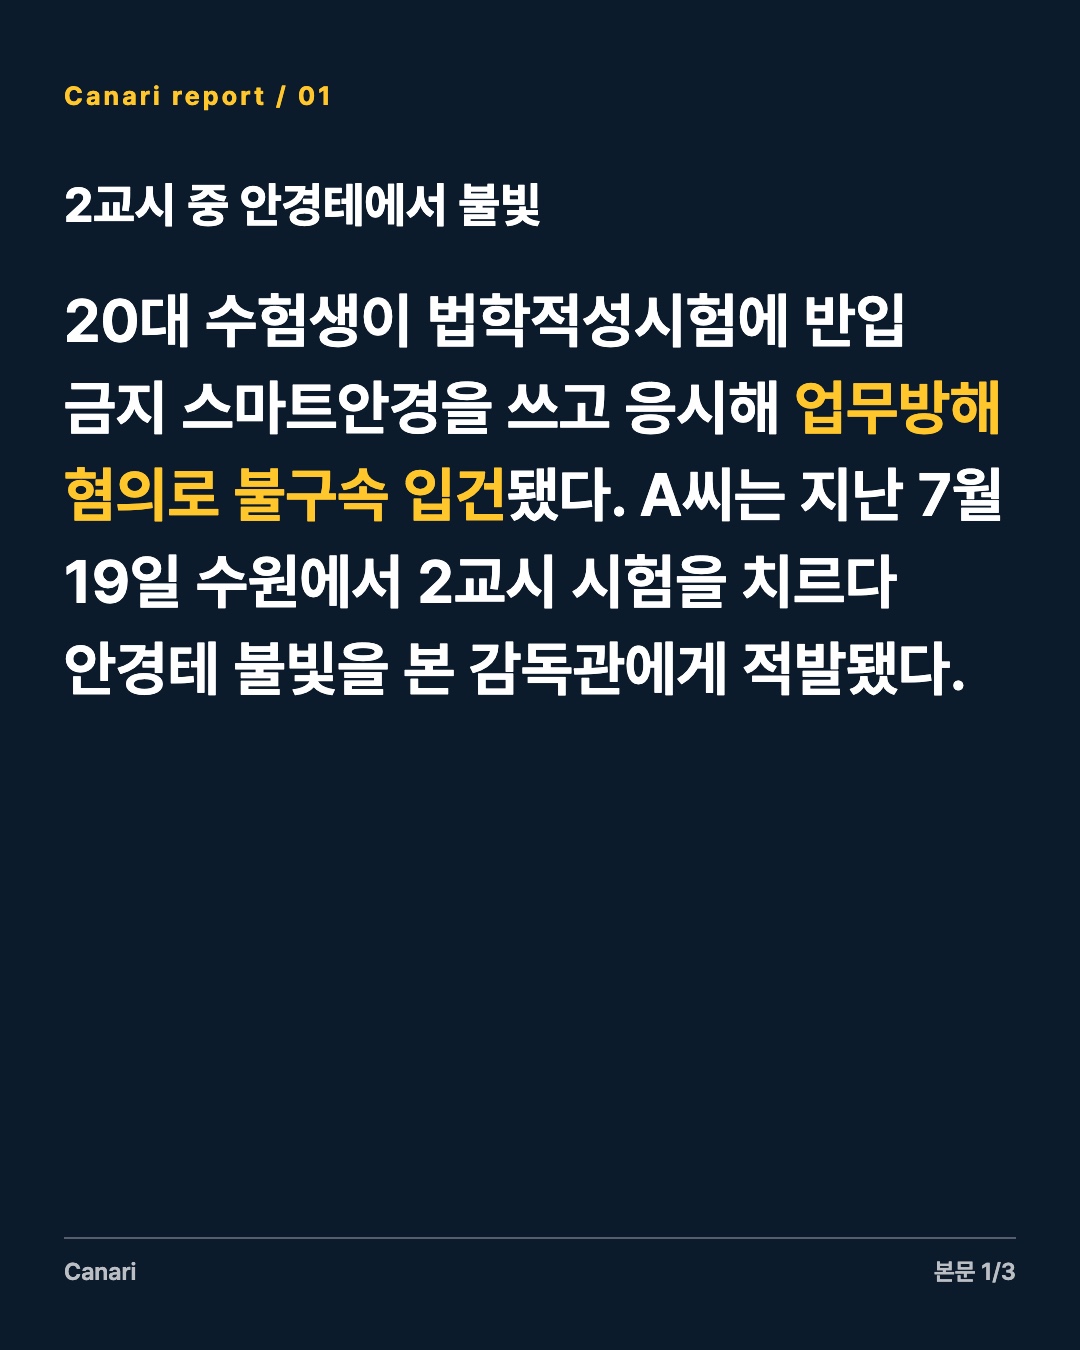 Canari report / 01
2교시 중 안경테에서 불빛
20대 수험생이 법학적성시험에 반입
금지 스마트안경을 쓰고 응시해 업무방해
혐의로 불구속 입건됐다. A씨는 지난 7월
19일 수원에서 2교시 시험을 치르다
안경테 불빛을 본 감독관에게 적발됐다.
Canari
본문 1/3